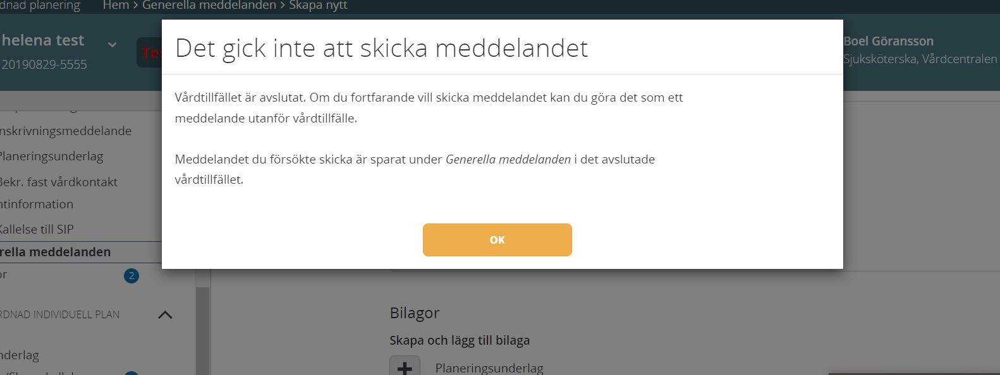 dnad planering Hem > Generella meddelanden > Skapa nytt
helena test
20190829-5555
Boel Göransson
Sjuksköterska, Vårdcentralen
Det gick inte att skicka meddelandet
Vårdtillfället är avslutat. Om du fortfarande vill skicka meddelandet kan du göra det som ett
meddelande utanför vårdtillfälle.
Meddelandet du försökte skicka är sparat under Generella meddelanden i det avslutade
vårdtillfället.
OK
nskrivningsmeddelande
Planeringsunderlag
Bekr. fast vårdkontakt
ntinformation
Kallelse till SIP
rella meddelanden
or 2
RDNAD INDIVIDUELL PLAN
nderlag
Bilagor
Skapa och lägg till bilaga
Planeringsunderlag